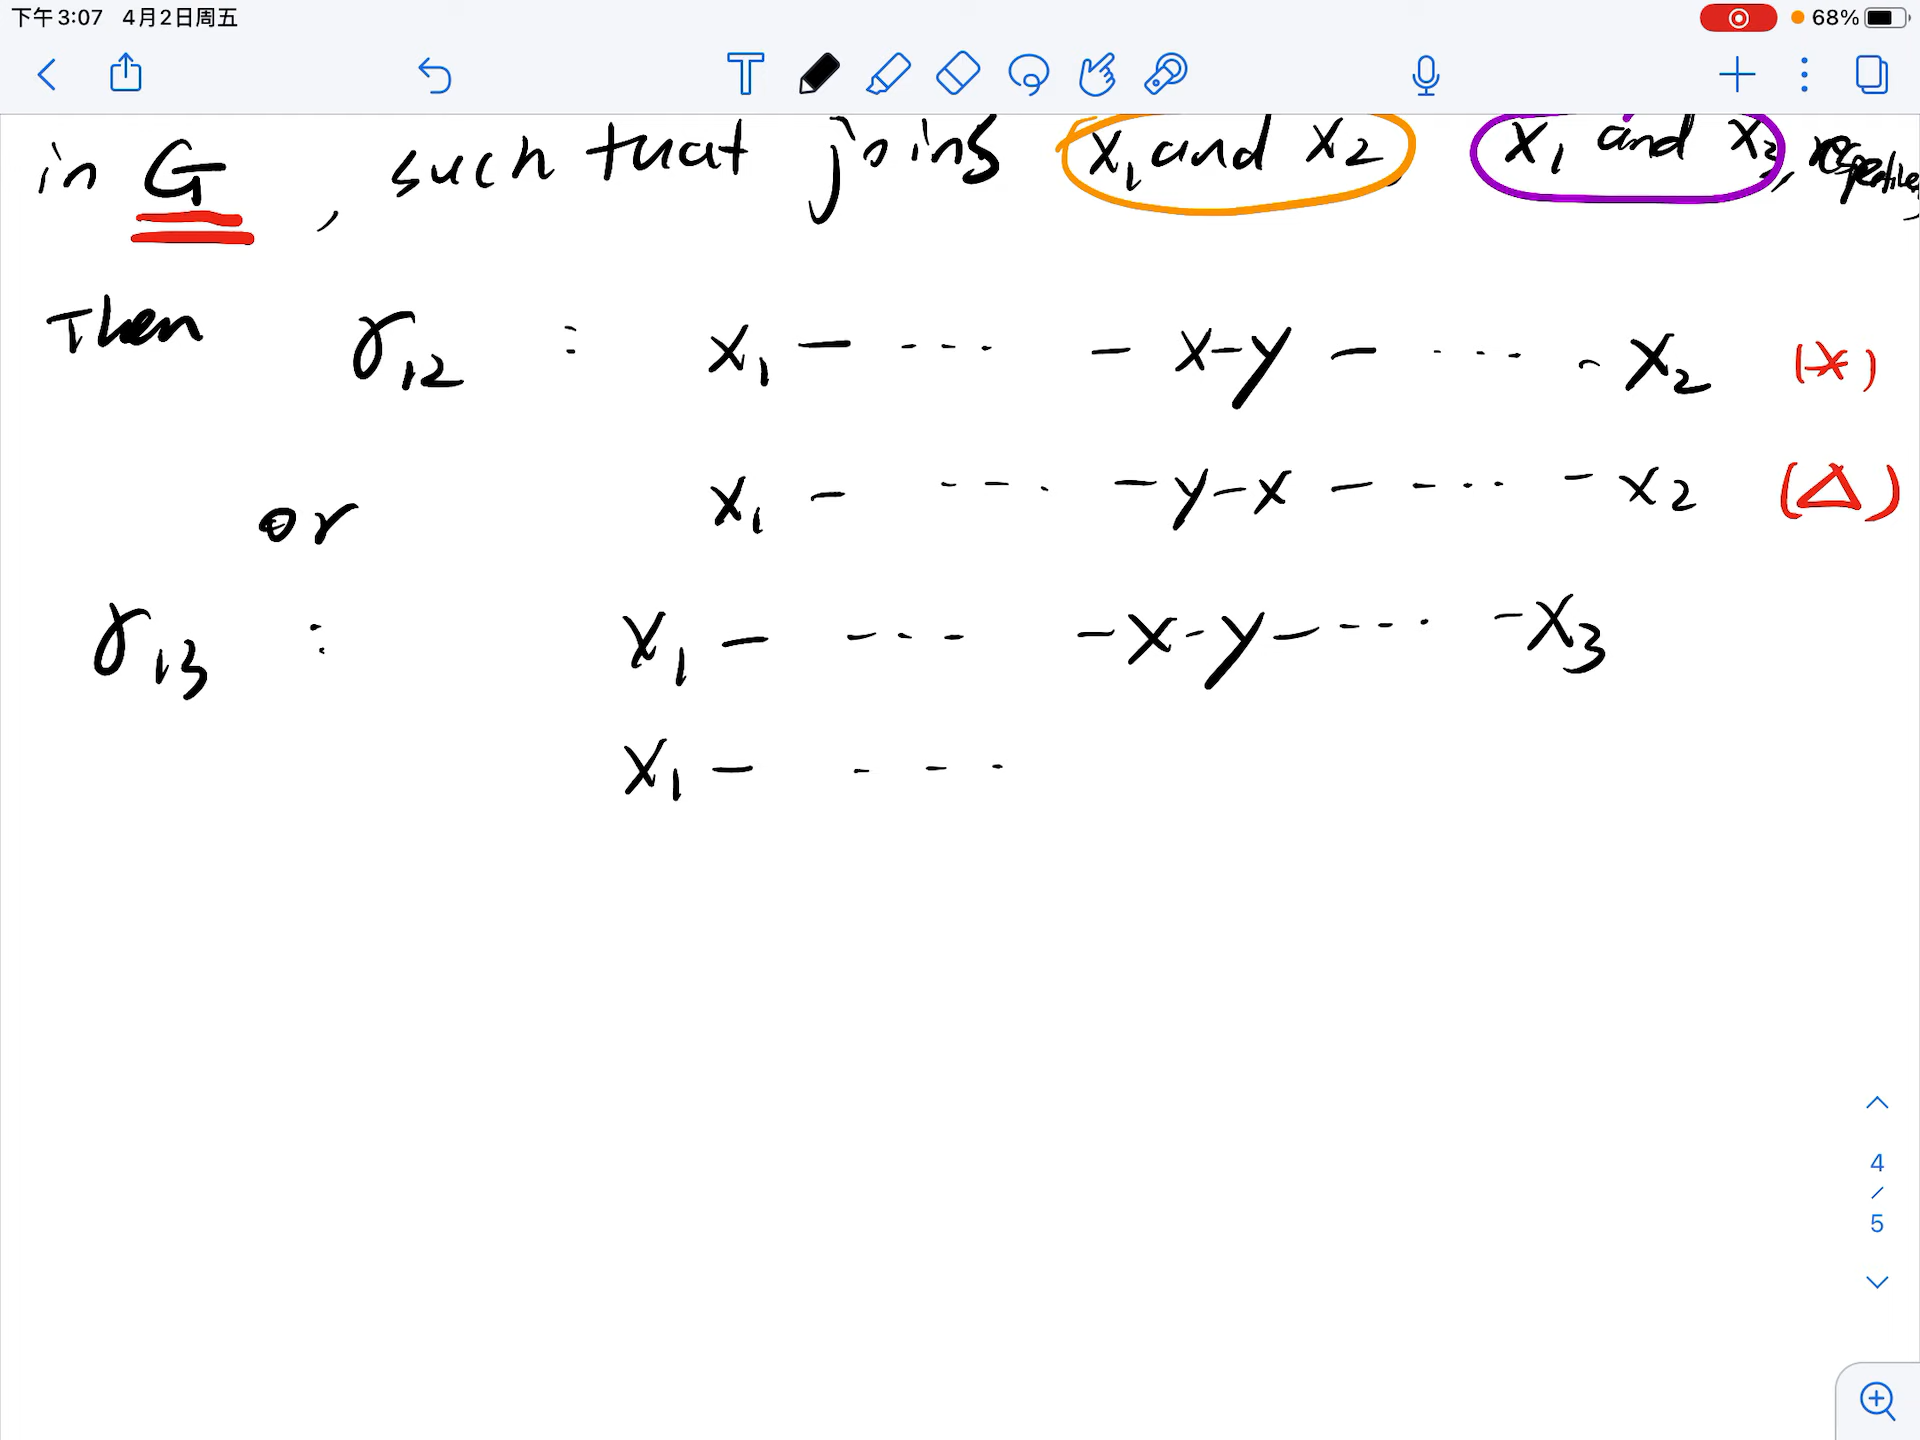 下午3:07 4月2日周五 68%
in G , such that joins x₁ and x₂, x₁ and x₃, respectively
Then γ₁₂ : x₁ — ---- — x-y — ---- - x₂ (*)
or x₁ — ---- — y-x — ---- - x₂ (Δ)
γ₁₃ : x₁ — ---- - x-y — ---- - x₃
x₁ — ----
4
/
5